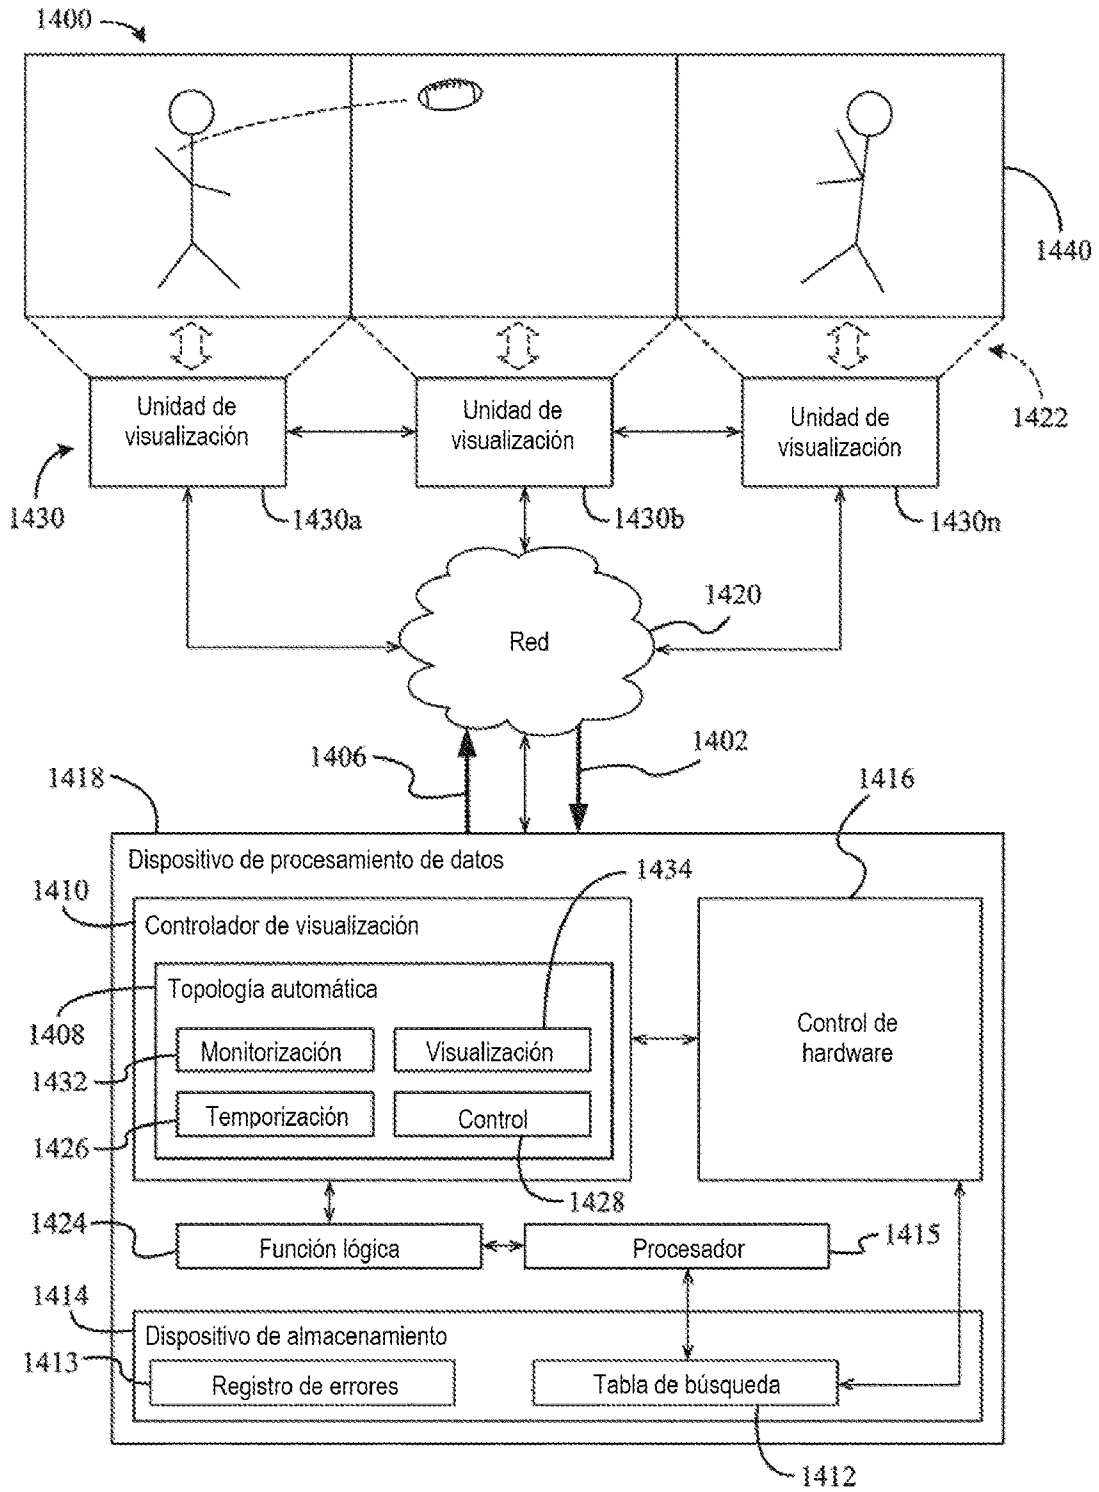 1400
1440
1422
Unidad de
visualización
Unidad de
visualización
Unidad de
visualización
1430
1430a
1430b
1430n
1420
Red
1406
1402
1418
1416
Dispositivo de procesamiento de datos
1434
1410
Controlador de visualización
Topología automática
1408
Monitorización
Visualización
1432
Control de
hardware
Temporización
Control
1426
1428
1424
Función lógica
Procesador
1415
1414
Dispositivo de almacenamiento
1413
Registro de errores
Tabla de búsqueda
1412